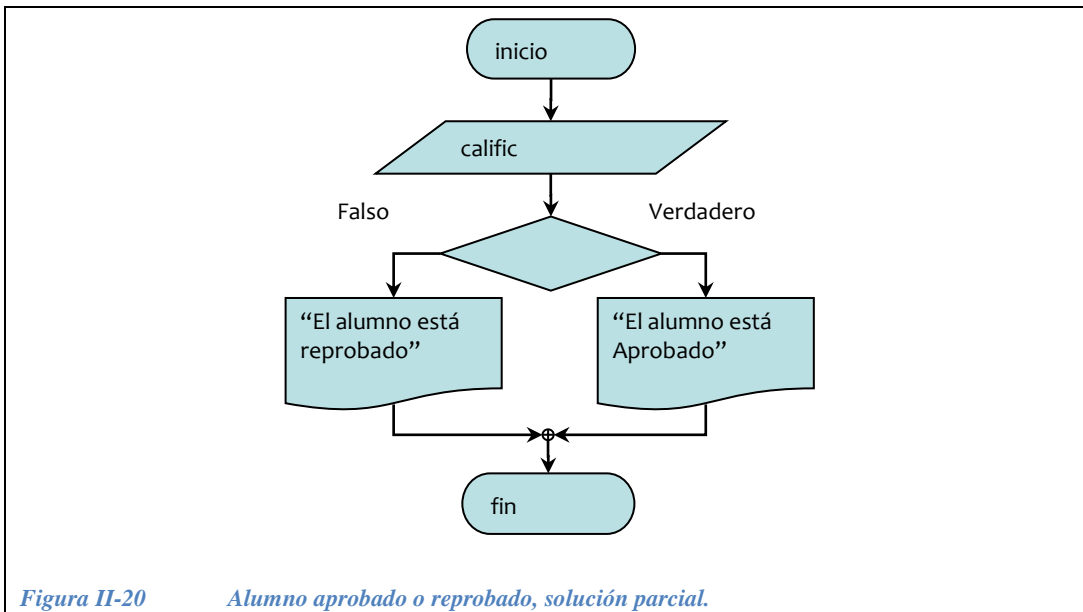 inicio
calific
Falso
Verdadero
“El alumno está
reprobado”
“El alumno está
Aprobado”
fin
Figura II-20 Alumno aprobado o reprobado, solución parcial.